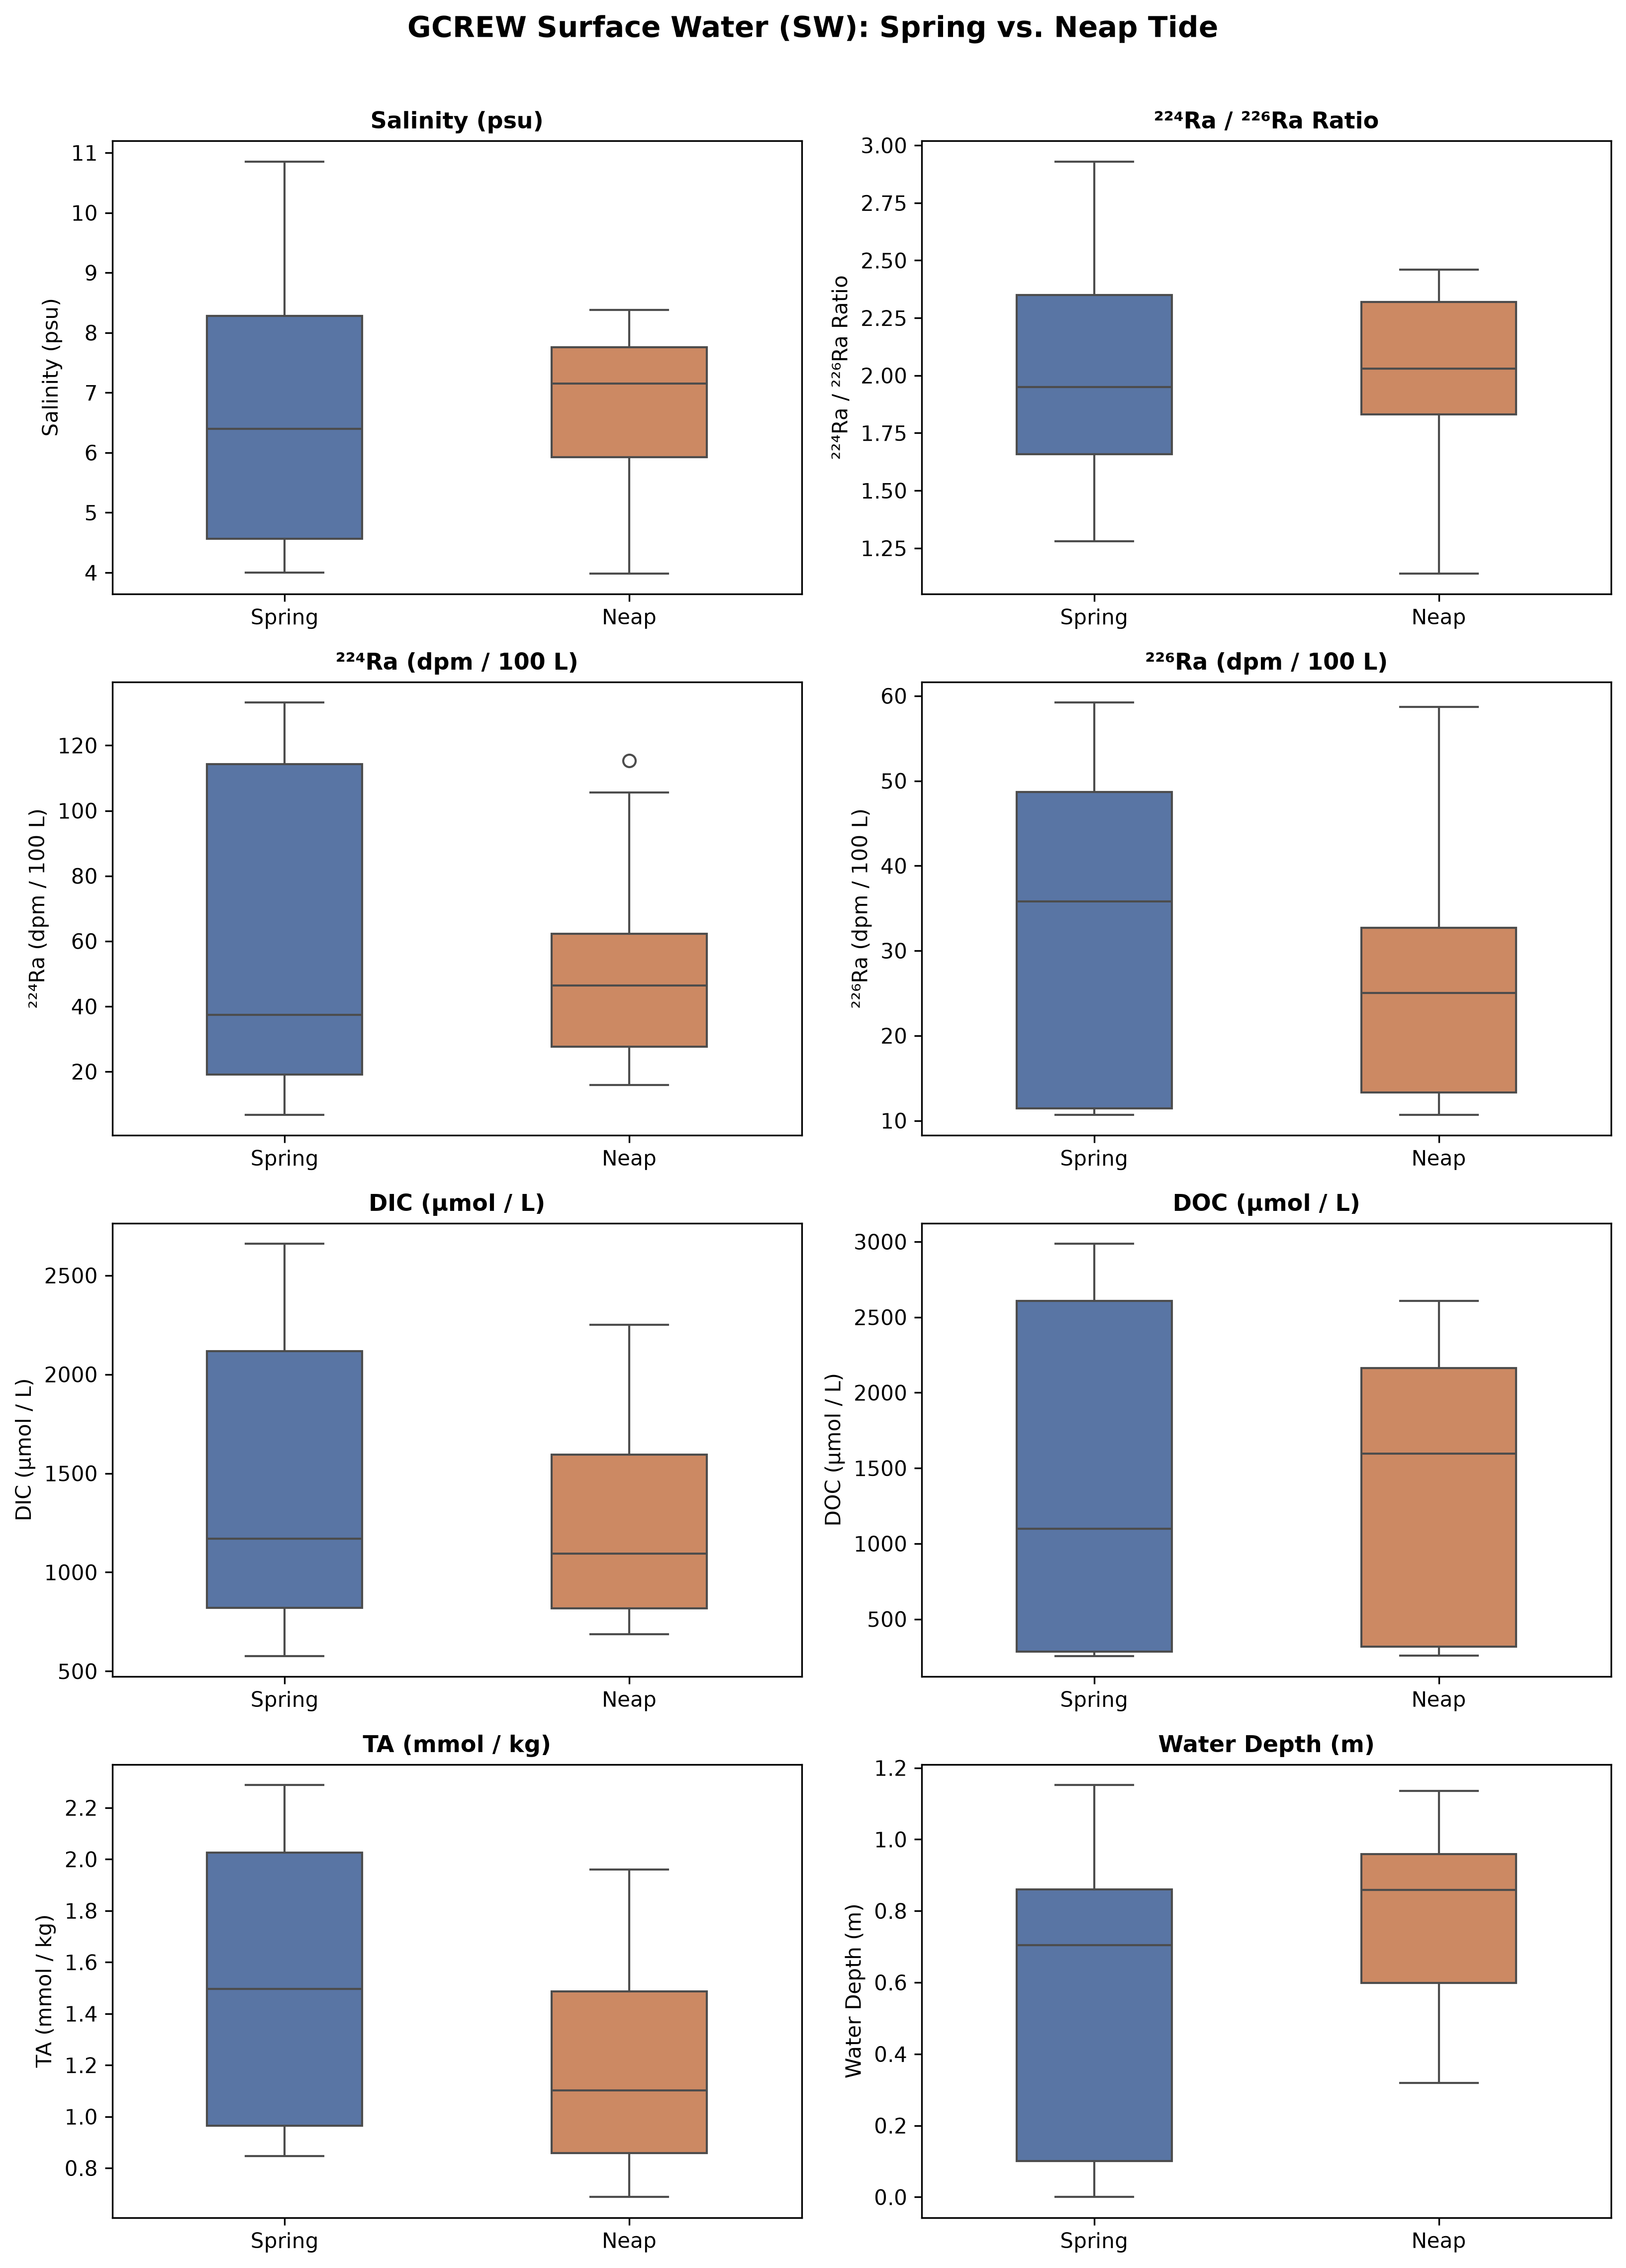 GCREW Surface Water (SW): Spring vs. Neap Tide
Salinity (psu)
Salinity (psu)
11
10
9
8
7
6
5
4
Spring
Neap
²²⁴Ra / ²²⁶Ra Ratio
²²⁴Ra / ²²⁶Ra Ratio
3.00
2.75
2.50
2.25
2.00
1.75
1.50
1.25
Spring
Neap
²²⁴Ra (dpm / 100 L)
²²⁴Ra (dpm / 100 L)
120
100
80
60
40
20
Spring
Neap
²²⁶Ra (dpm / 100 L)
²²⁶Ra (dpm / 100 L)
60
50
40
30
20
10
Spring
Neap
DIC (µmol / L)
DIC (µmol / L)
2500
2000
1500
1000
500
Spring
Neap
DOC (µmol / L)
DOC (µmol / L)
3000
2500
2000
1500
1000
500
Spring
Neap
TA (mmol / kg)
TA (mmol / kg)
2.2
2.0
1.8
1.6
1.4
1.2
1.0
0.8
Spring
Neap
Water Depth (m)
Water Depth (m)
1.2
1.0
0.8
0.6
0.4
0.2
0.0
Spring
Neap